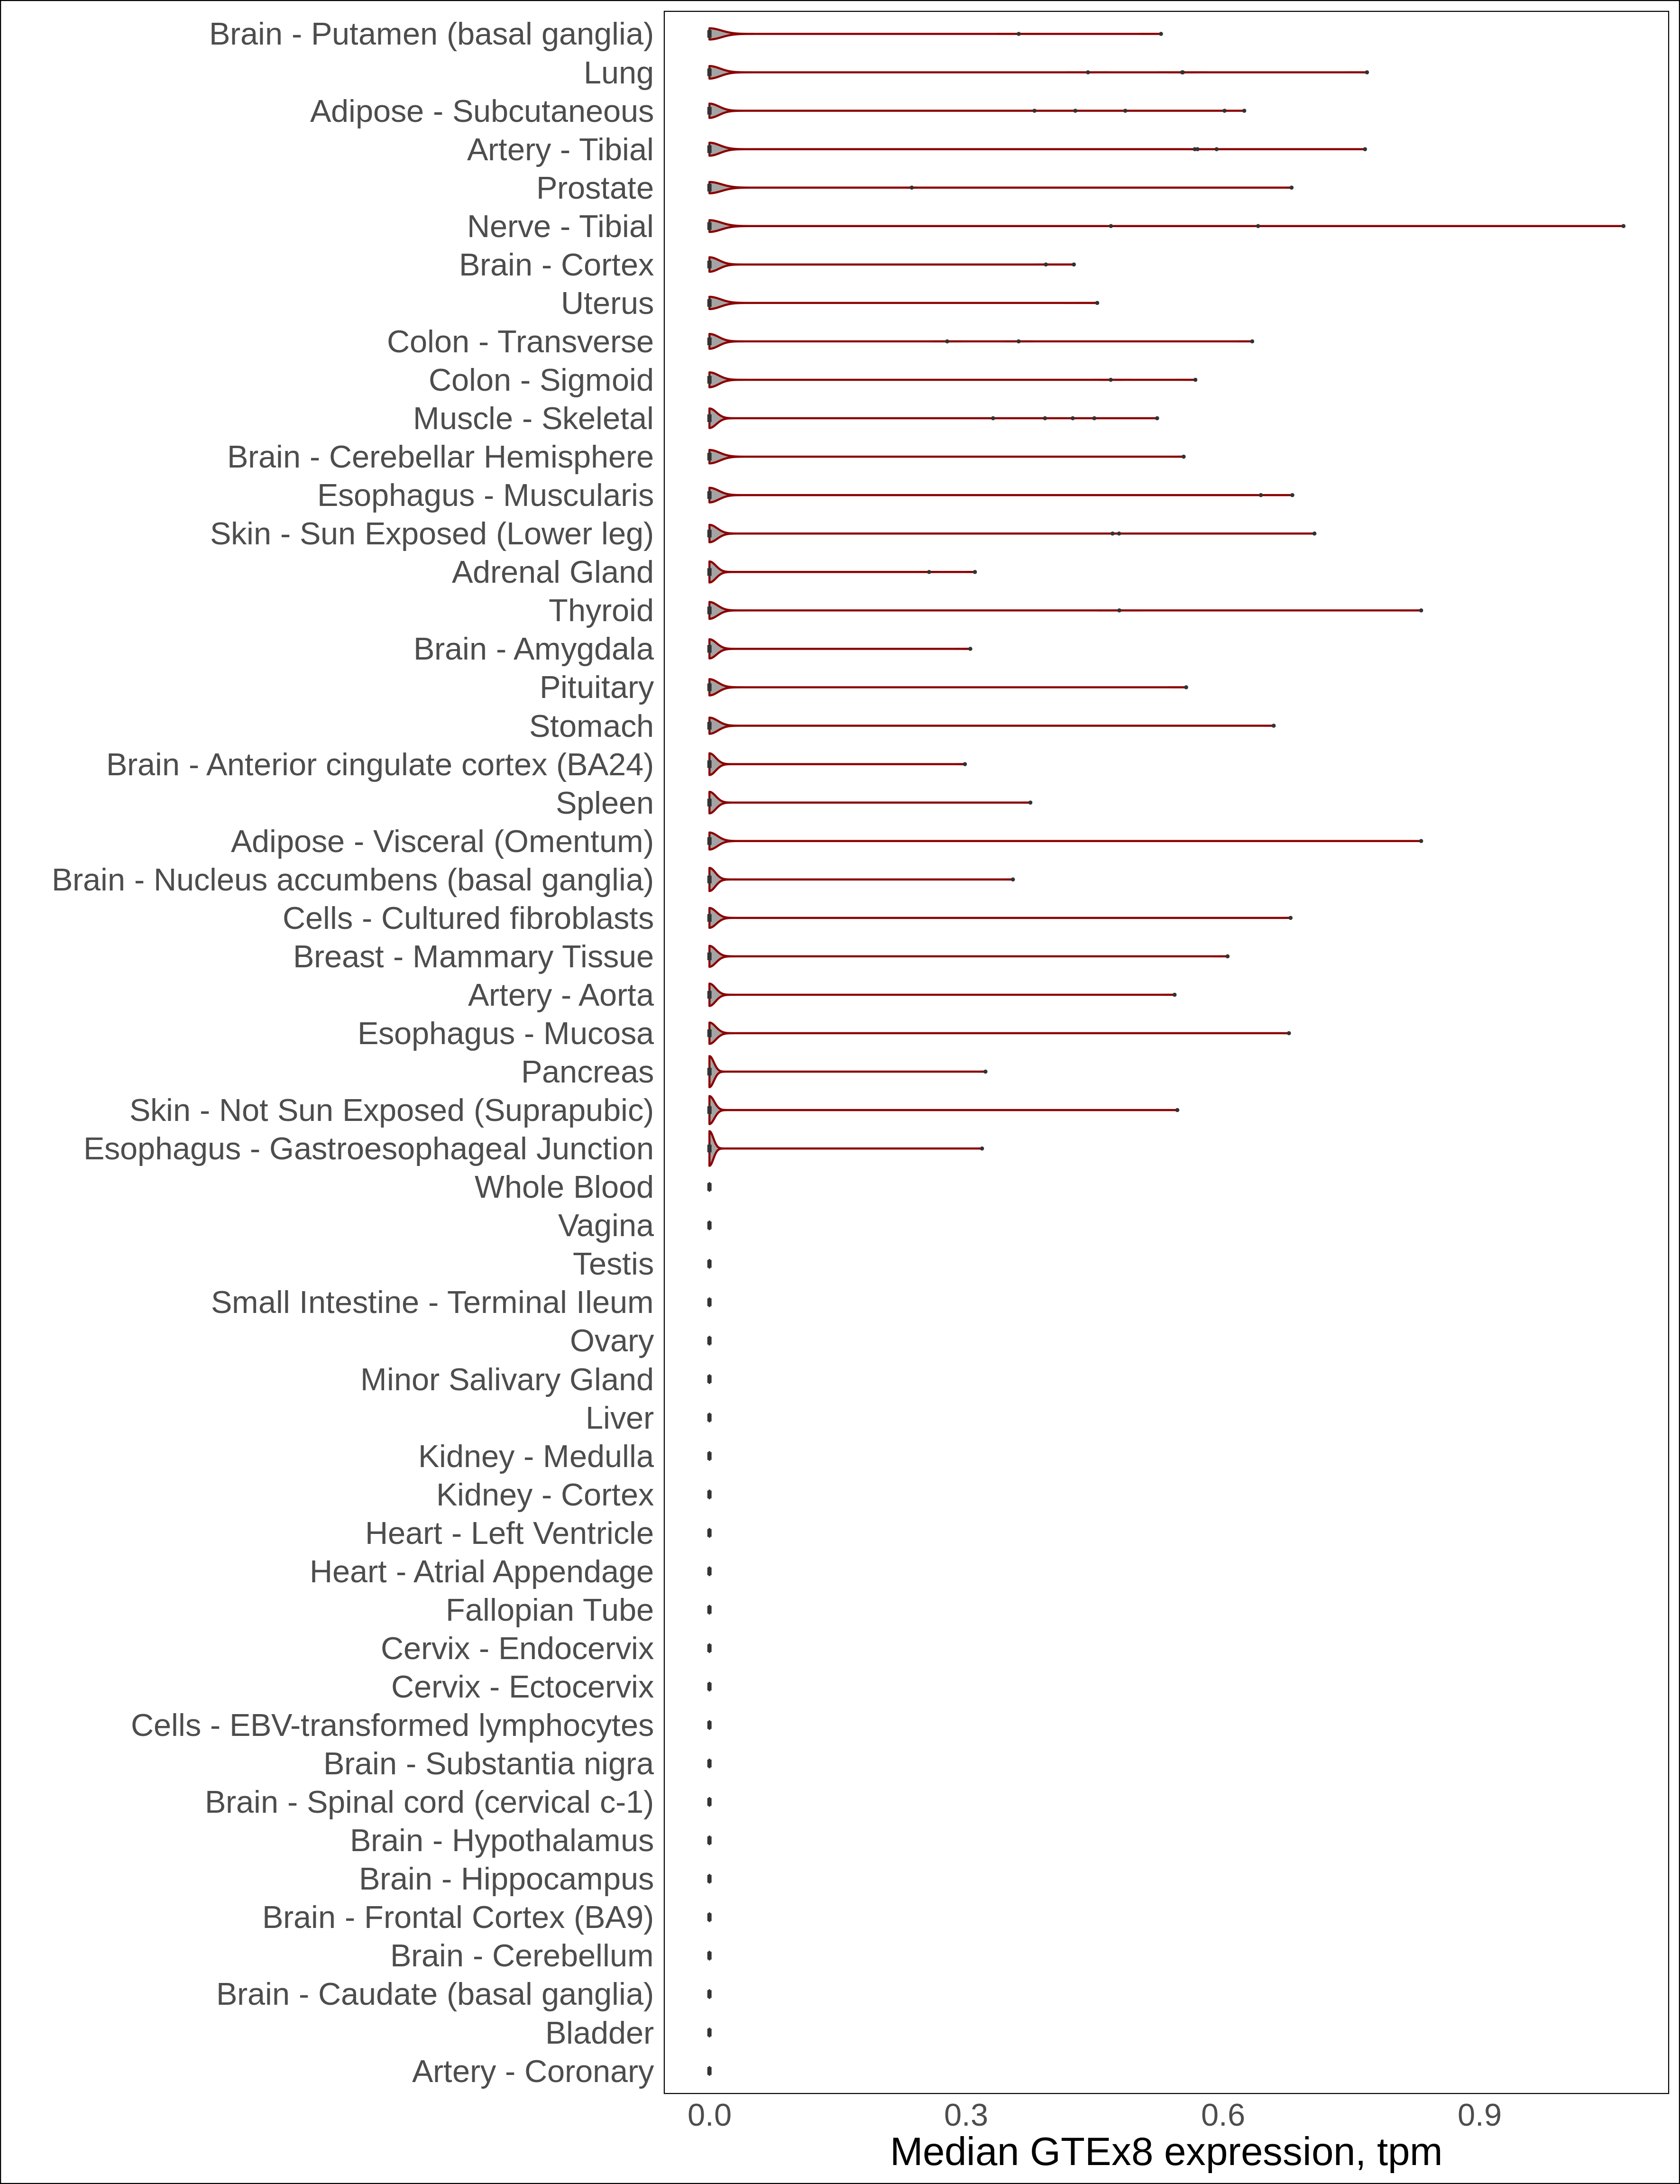 Brain - Putamen (basal ganglia)
Lung
Adipose - Subcutaneous
Artery - Tibial
Prostate
Nerve - Tibial
Brain - Cortex
Uterus
Colon - Transverse
Colon - Sigmoid
Muscle - Skeletal
Brain - Cerebellar Hemisphere
Esophagus - Muscularis
Skin - Sun Exposed (Lower leg)
Adrenal Gland
Thyroid
Brain - Amygdala
Pituitary
Stomach
Brain - Anterior cingulate cortex (BA24)
Spleen
Adipose - Visceral (Omentum)
Brain - Nucleus accumbens (basal ganglia)
Cells - Cultured fibroblasts
Breast - Mammary Tissue
Artery - Aorta
Esophagus - Mucosa
Pancreas
Skin - Not Sun Exposed (Suprapubic)
Esophagus - Gastroesophageal Junction
Whole Blood
Vagina
Testis
Small Intestine - Terminal Ileum
Ovary
Minor Salivary Gland
Liver
Kidney - Medulla
Kidney - Cortex
Heart - Left Ventricle
Heart - Atrial Appendage
Fallopian Tube
Cervix - Endocervix
Cervix - Ectocervix
Cells - EBV-transformed lymphocytes
Brain - Substantia nigra
Brain - Spinal cord (cervical c-1)
Brain - Hypothalamus
Brain - Hippocampus
Brain - Frontal Cortex (BA9)
Brain - Cerebellum
Brain - Caudate (basal ganglia)
Bladder
Artery - Coronary
0.0 0.3 0.6 0.9
Median GTEx8 expression, tpm